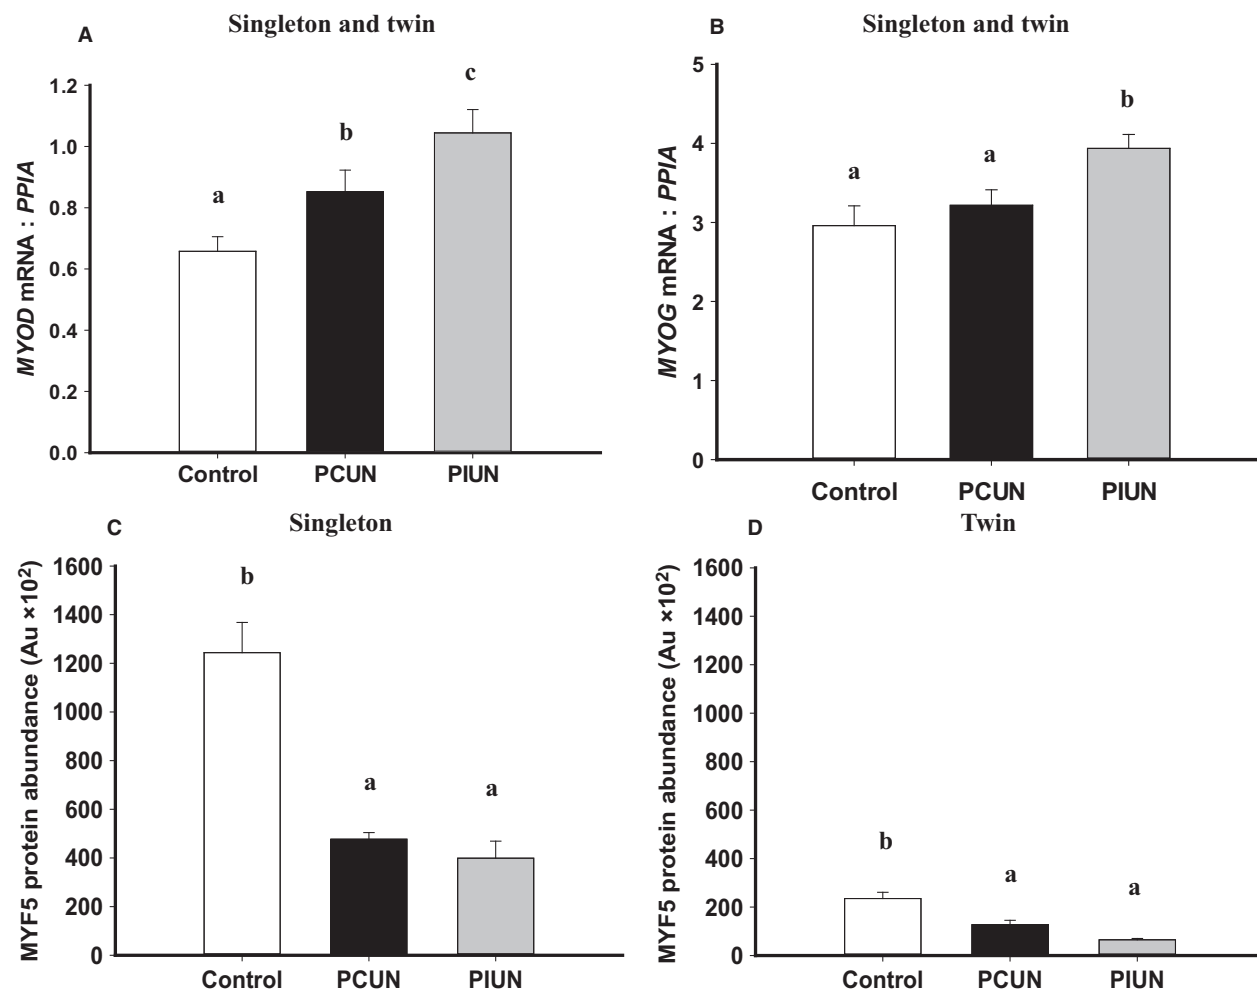 A
Singleton and twin
MYOD mRNA : PPIA
1.2
1.0
0.8
0.6
0.4
0.2
0.0
a
b
c
Control
PCUN
PIUN
B
Singleton and twin
MYOG mRNA : PPIA
5
4
3
2
1
0
a
a
b
Control
PCUN
PIUN
C
Singleton
MYF5 protein abundance (Au ×10²)
1600
1400
1200
1000
800
600
400
200
0
b
a
a
Control
PCUN
PIUN
D
Twin
MYF5 protein abundance (Au ×10²)
1600
1400
1200
1000
800
600
400
200
0
b
a
a
Control
PCUN
PIUN